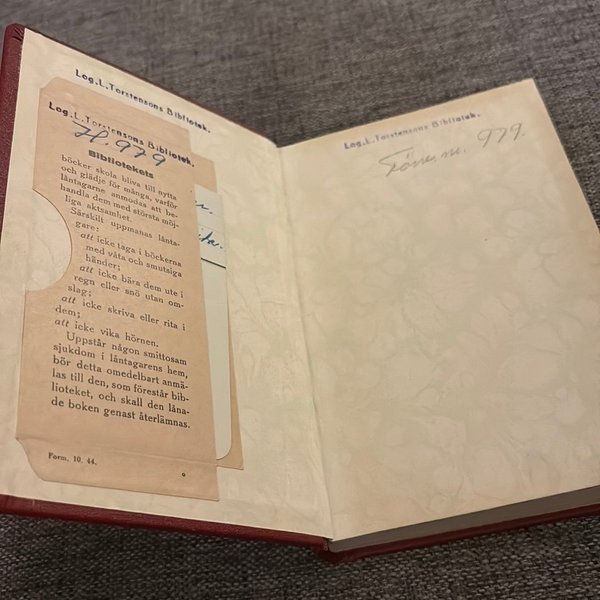 Log.L.Torstensons Bibliotek.
Log.L.Torstensons Bibliotek.
H. 979
Bibliotekets
böcker skola bliva till nytta
och glädje för många, varför
låntagarne anmodas att be-
handla dem med största möj-
liga aktsamhet.
Särskilt uppmanas lånta-
gare;
att icke taga i böckerna
med våta och smutsiga
händer;
att icke bära dem ute i
regn eller snö utan om-
slag;
att icke skriva eller rita i
dem;
att icke vika hörnen.
Uppstår någon smittosam
sjukdom i låntagarens hem,
bör detta omedelbart anmä-
las till den, som förestår bib-
lioteket, och skall den låna-
de boken genast återlämnas.
Form. 10. 44.
Log.L.Torstensons Bibliotek.
nr. 979.